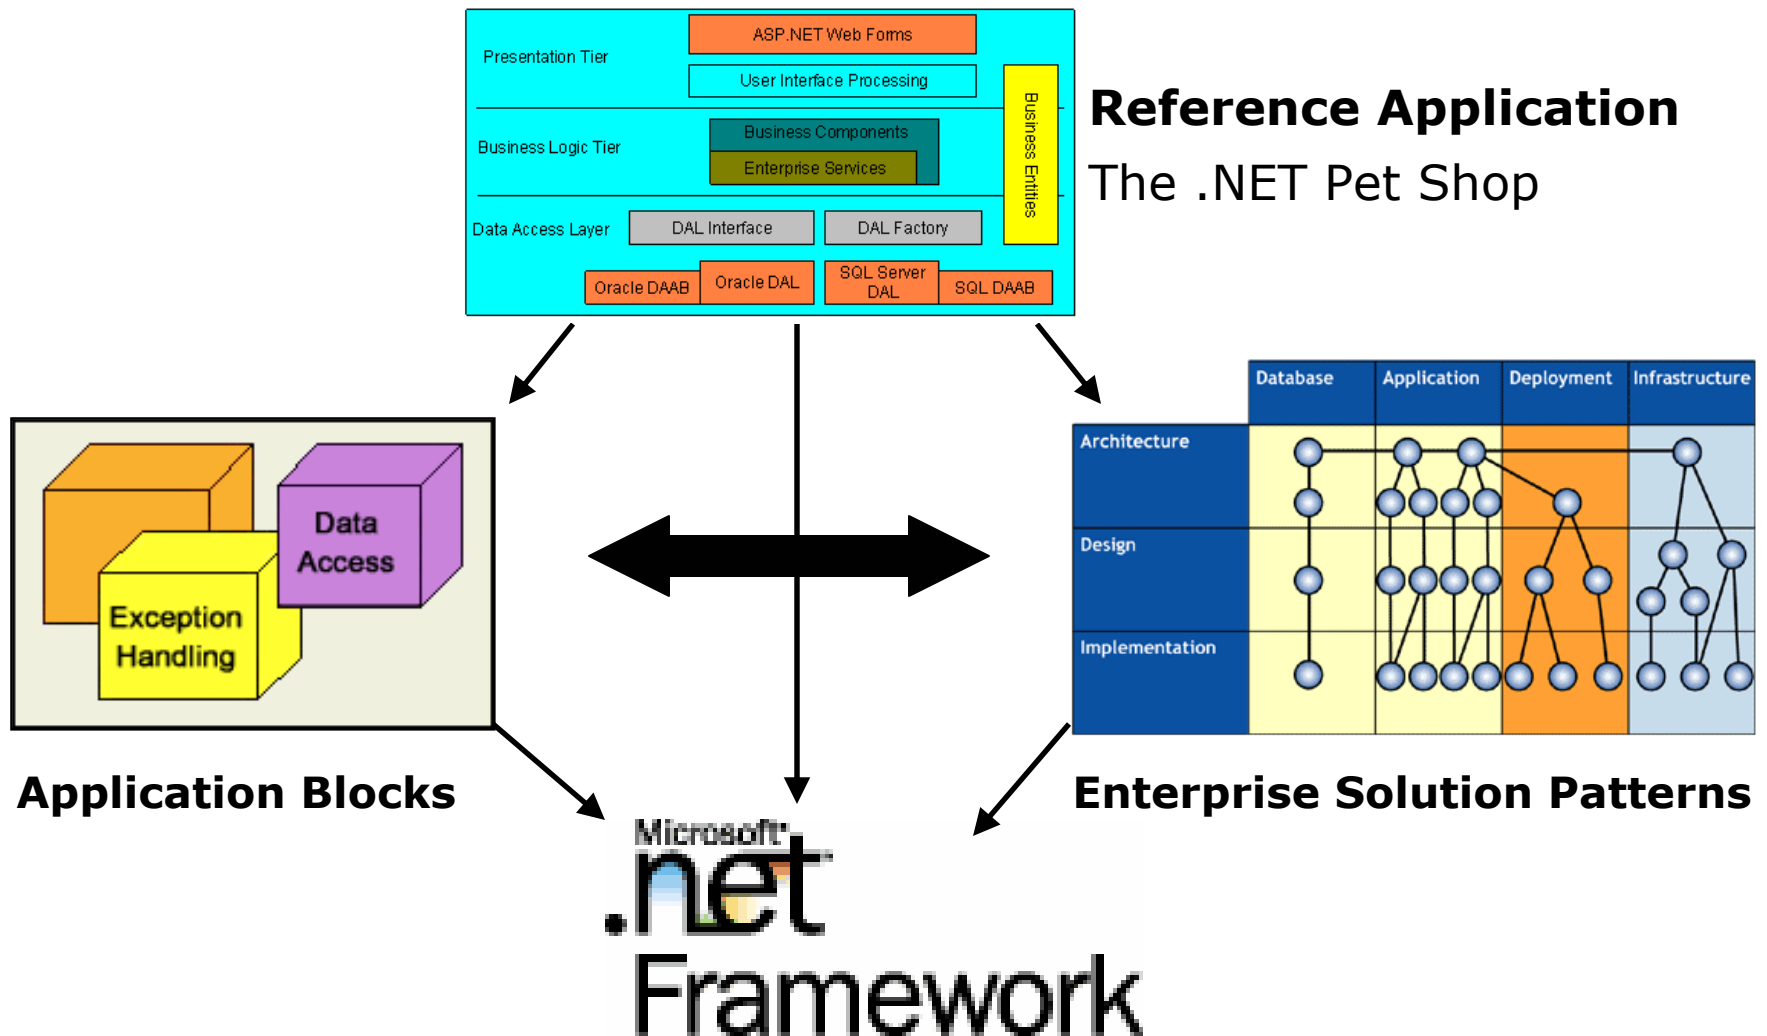 ASP.NET Web Forms
Presentation Tier
User Interface Processing
Business Entities
Business Components
Business Logic Tier
Enterprise Services
Data Access Layer
DAL Interface
DAL Factory
Oracle DAAB
Oracle DAL
SQL Server
DAL
SQL DAAB
Reference Application
The .NET Pet Shop
Data
Access
Exception
Handling
Application Blocks
Database Application Deployment Infrastructure
Architecture
Design
Implementation
Enterprise Solution Patterns
Microsoft
.net
Framework